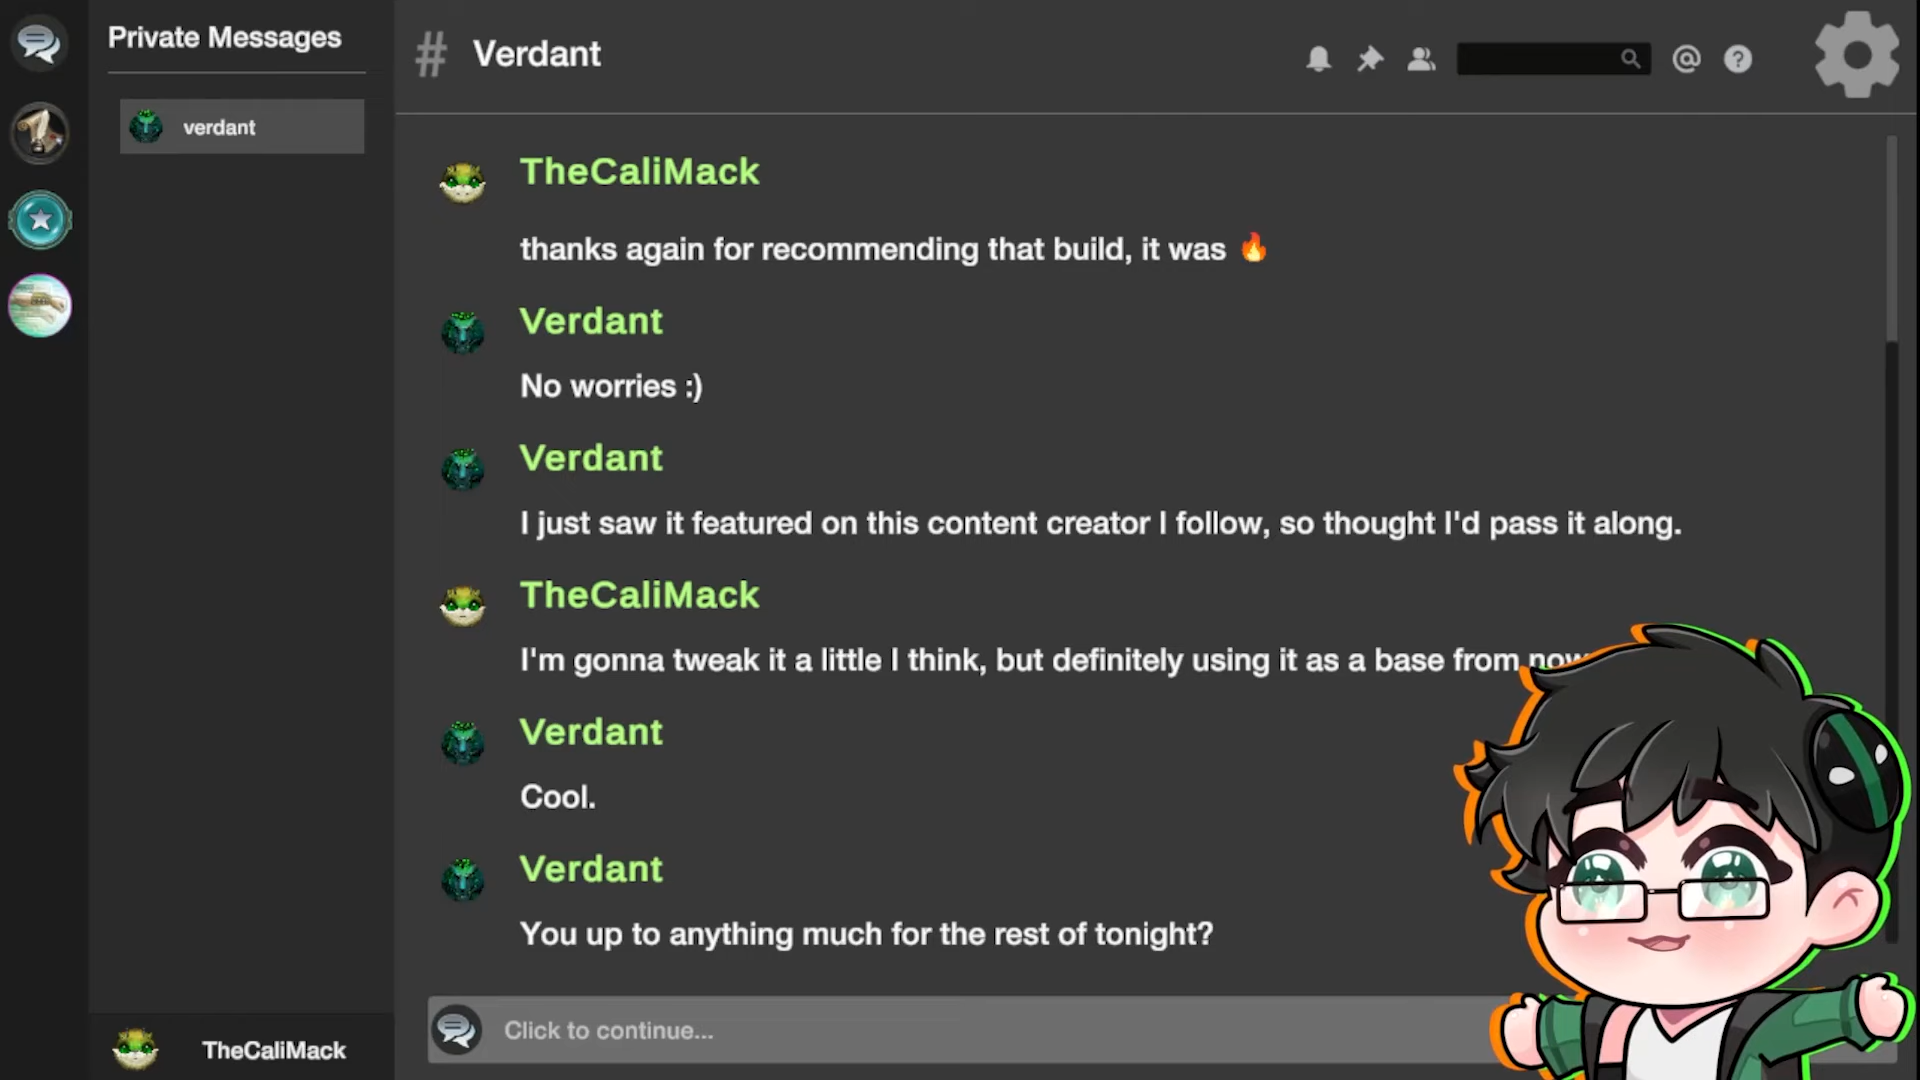 Private Messages
verdant
# Verdant
TheCaliMack
thanks again for recommending that build, it was 🔥
Verdant
No worries :)
Verdant
I just saw it featured on this content creator I follow, so thought I'd pass it along.
TheCaliMack
I'm gonna tweak it a little I think, but definitely using it as a base from now
Verdant
Cool.
Verdant
You up to anything much for the rest of tonight?
Click to continue...
TheCaliMack